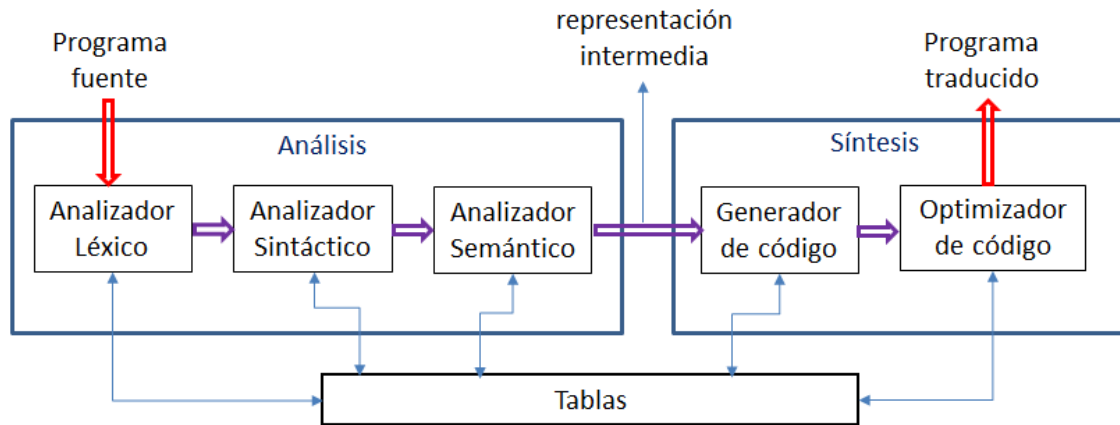 Programa
fuente
representación
intermedia
Programa
traducido
Análisis
Síntesis
Analizador
Léxico
Analizador
Sintáctico
Analizador
Semántico
Generador
de código
Optimizador
de código
Tablas